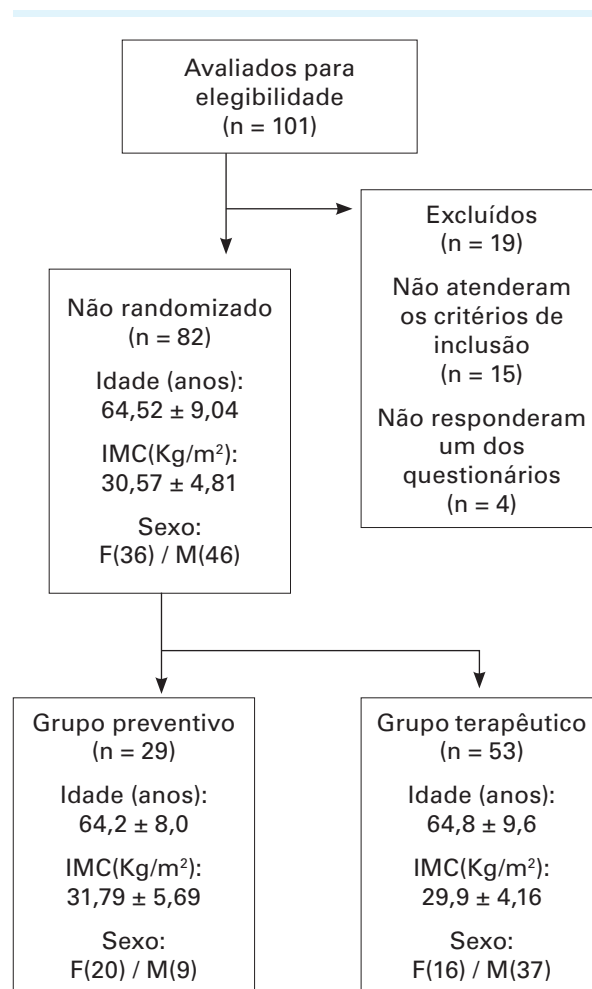 Avaliados para
elegibilidade
(n = 101)
Excluídos
(n = 19)
Não atenderam
os critérios de
inclusão
(n = 15)
Não responderam
um dos
questionários
(n = 4)
Não randomizado
(n = 82)
Idade (anos):
64,52 ± 9,04
IMC(Kg/m²):
30,57 ± 4,81
Sexo:
F(36) / M(46)
Grupo preventivo
(n = 29)
Idade (anos):
64,2 ± 8,0
IMC(Kg/m²):
31,79 ± 5,69
Sexo:
F(20) / M(9)
Grupo terapêutico
(n = 53)
Idade (anos):
64,8 ± 9,6
IMC(Kg/m²):
29,9 ± 4,16
Sexo:
F(16) / M(37)